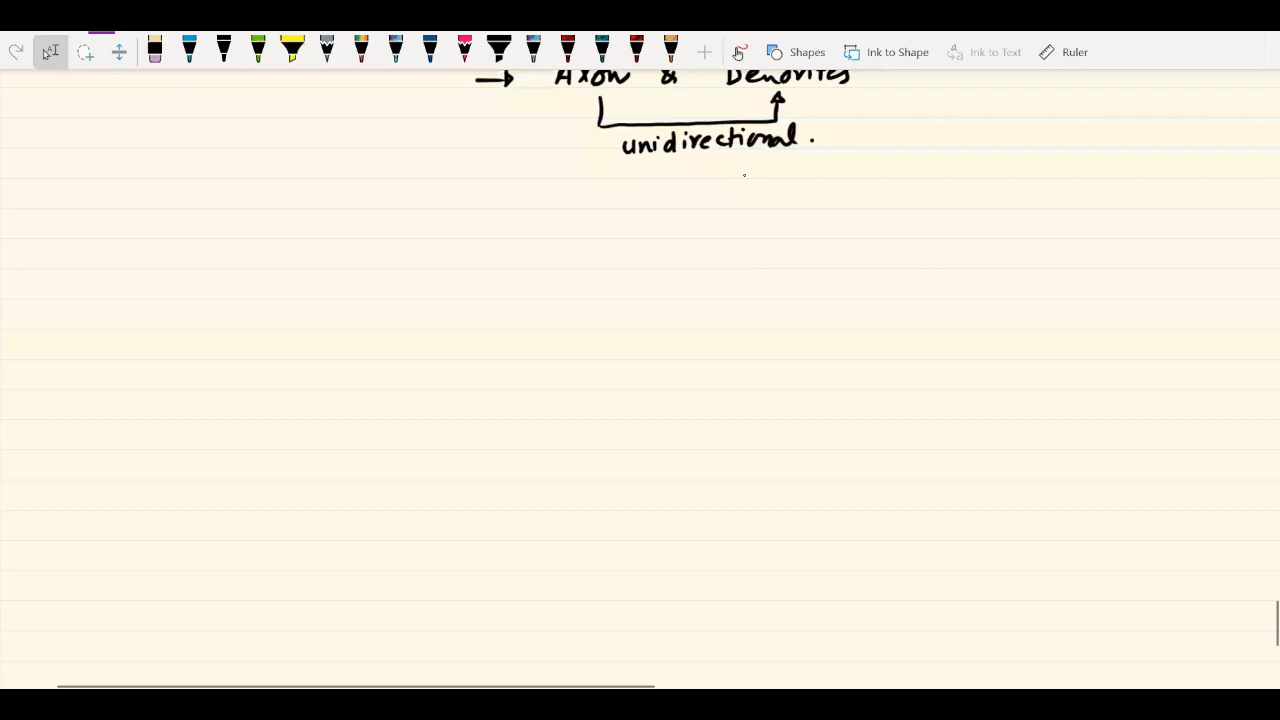 Shapes Ink to Shape Ink to Text Ruler
→ Axon & Dendrites
unidirectional.